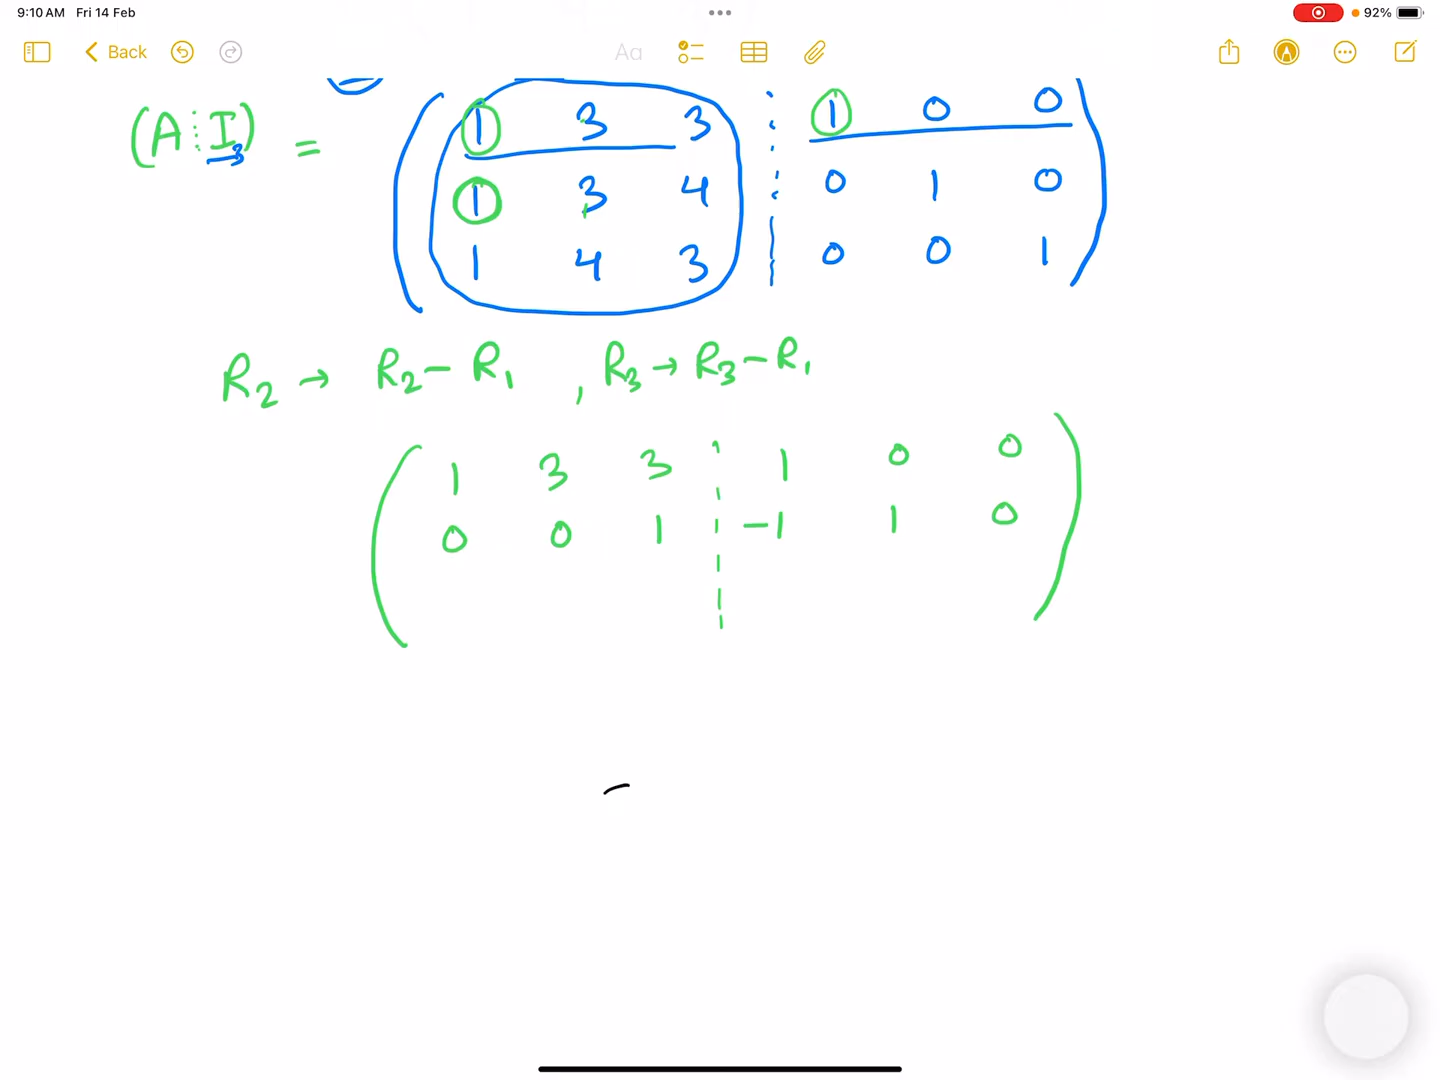 9:10 AM Fri 14 Feb
92%
Back
Aa
(A ⋮ I₃) = ( 1 3 3 ⋮ 1 0 0
1 3 4 ⋮ 0 1 0
1 4 3 ⋮ 0 0 1 )
R₂ → R₂ − R₁ , R₃ → R₃ − R₁
( 1 3 3 ⋮ 1 0 0
0 0 1 ⋮ −1 1 0 )